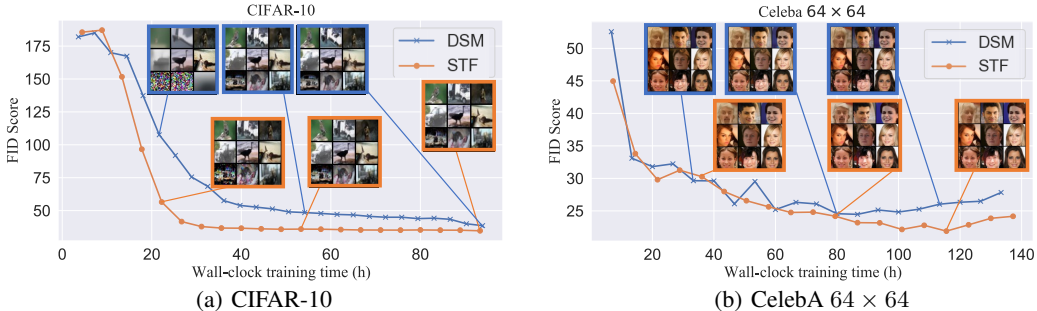 CIFAR-10
175
150
125
100
75
50
FID Score
DSM
STF
0 20 40 60 80
Wall-clock training time (h)
(a) CIFAR-10
Celeba 64 × 64
50
45
40
35
30
25
FID Score
DSM
STF
20 40 60 80 100 120 140
Wall-clock training time (h)
(b) CelebA 64 × 64